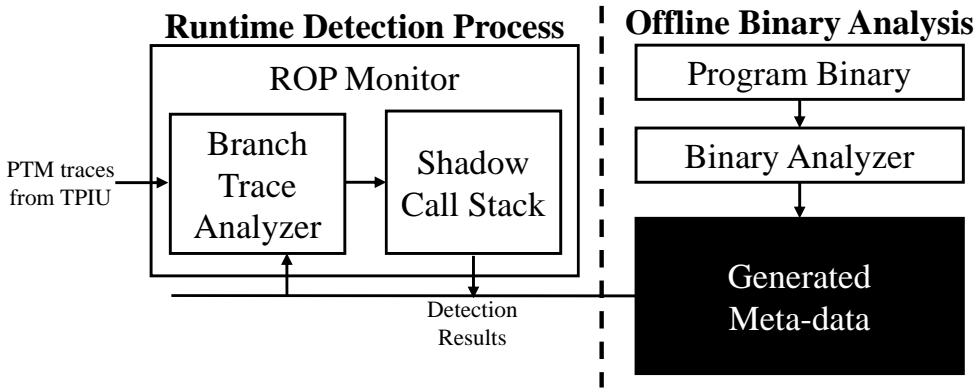 Runtime Detection Process
ROP Monitor
PTM traces
from TPIU
Branch
Trace
Analyzer
Shadow
Call Stack
Detection
Results
Offline Binary Analysis
Program Binary
Binary Analyzer
Generated
Meta-data